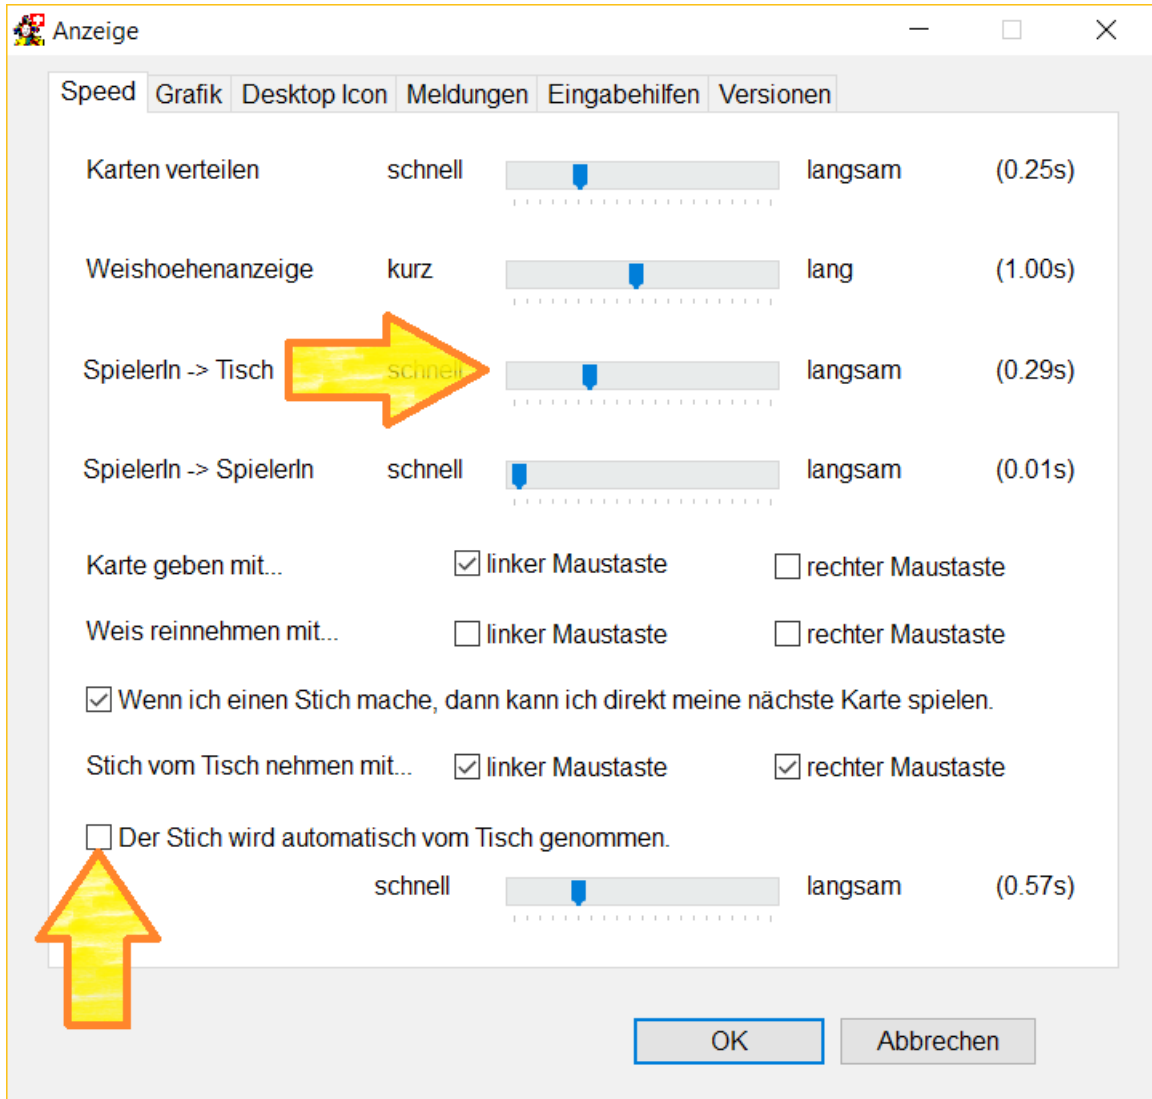 Anzeige
Speed Grafik Desktop Icon Meldungen Eingabehilfen Versionen
Karten verteilen schnell langsam (0.25s)
Weishoehenanzeige kurz lang (1.00s)
SpielerIn -> Tisch schnell langsam (0.29s)
SpielerIn -> SpielerIn schnell langsam (0.01s)
Karte geben mit... linker Maustaste rechter Maustaste
Weis reinnehmen mit... linker Maustaste rechter Maustaste
Wenn ich einen Stich mache, dann kann ich direkt meine nächste Karte spielen.
Stich vom Tisch nehmen mit... linker Maustaste rechter Maustaste
Der Stich wird automatisch vom Tisch genommen.
schnell langsam (0.57s)
OK Abbrechen